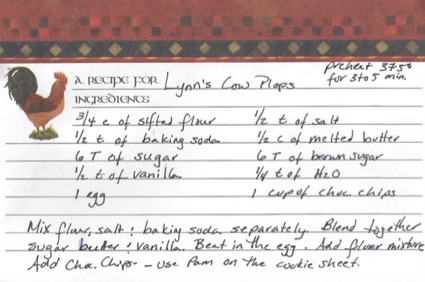 preheat 375°
for 3 to 5 min.
A RECIPE FOR Lynn's Cow Plops
INGREDIENTS
3/4 c of sifted flour 1/2 t of salt
1/2 t of baking soda 1/2 c of melted butter
6 T of sugar 6 T of brown sugar
1/2 t of vanilla 1/4 t of H2O
1 egg 1 cup of choc. chips
Mix flour, salt & baking soda separately. Blend together
sugar butter & vanilla. Beat in the egg. Add flour mixture
Add Choc. Chips - use Pam on the cookie sheet.